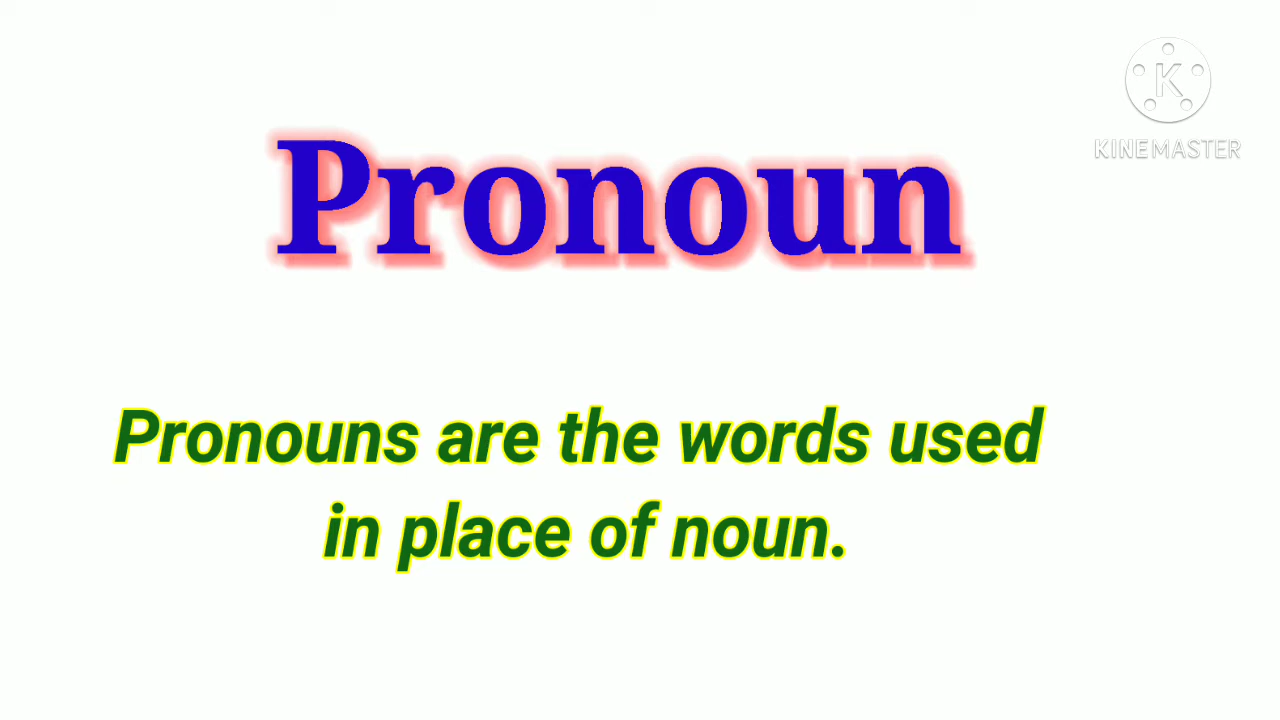 Pronoun
K
KINEMASTER
Pronouns are the words used
in place of noun.